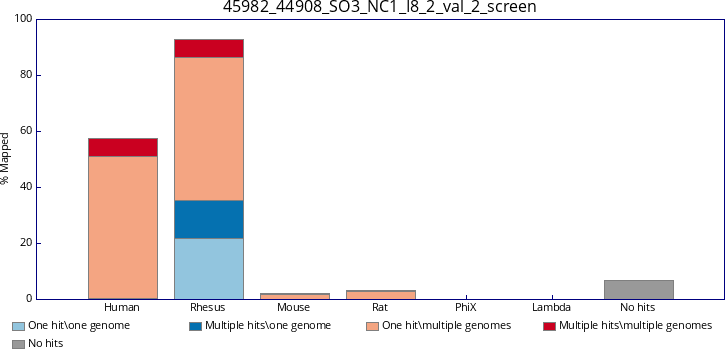 45982_44908_SO3_NC1_I8_2_val_2_screen
100
80
60
40
20
0
% Mapped
Human Rhesus Mouse Rat PhiX Lambda No hits
One hit\one genome Multiple hits\one genome One hit\multiple genomes Multiple hits\multiple genomes
No hits